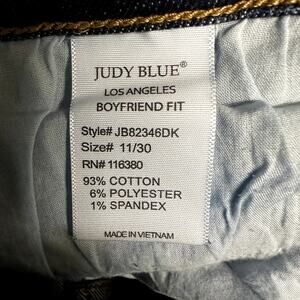 JUDY BLUE®
LOS ANGELES
BOYFRIEND FIT
Style# JB82346DK
Size# 11/30
RN# 116380
93% COTTON
6% POLYESTER
1% SPANDEX
MADE IN VIETNAM